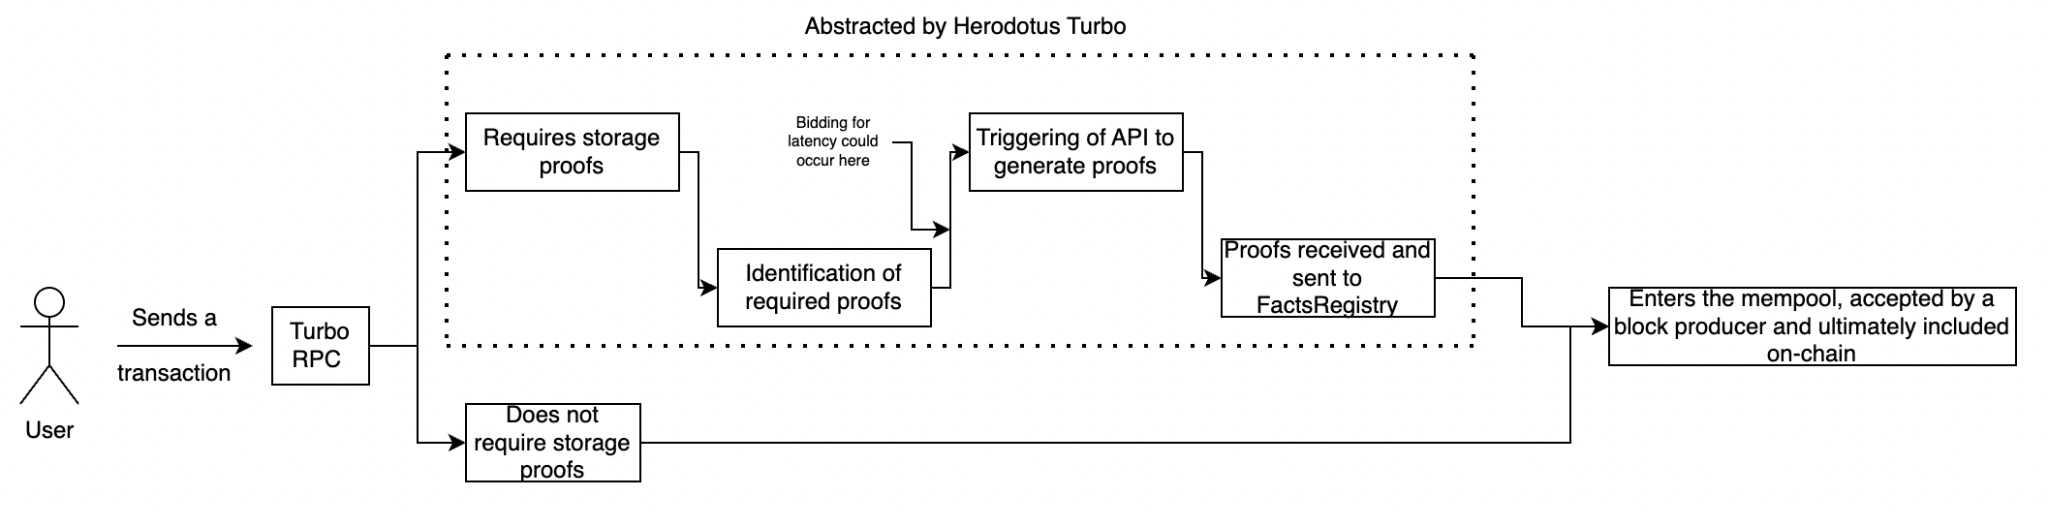 Abstracted by Herodotus Turbo
Requires storage
proofs
Bidding for
latency could
occur here
Triggering of API to
generate proofs
Identification of
required proofs
Proofs received and
sent to
FactsRegistry
Sends a
transaction
User
Turbo
RPC
Enters the mempool, accepted by a
block producer and ultimately included
on-chain
Does not
require storage
proofs